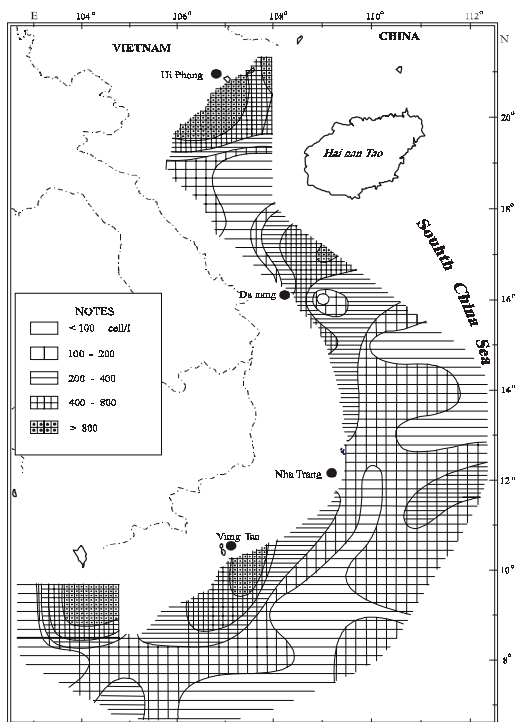 E 104° 106° 108° 110° 112°
VIETNAM
CHINA
N
Hi Phong
20°
Hai nan Tao
18°
Souhth China Sea
Da nang
16°
NOTES
< 100 cell/l
100 - 200
200 - 400
400 - 800
> 800
14°
Nha Trang
12°
Vung Tau
10°
8°